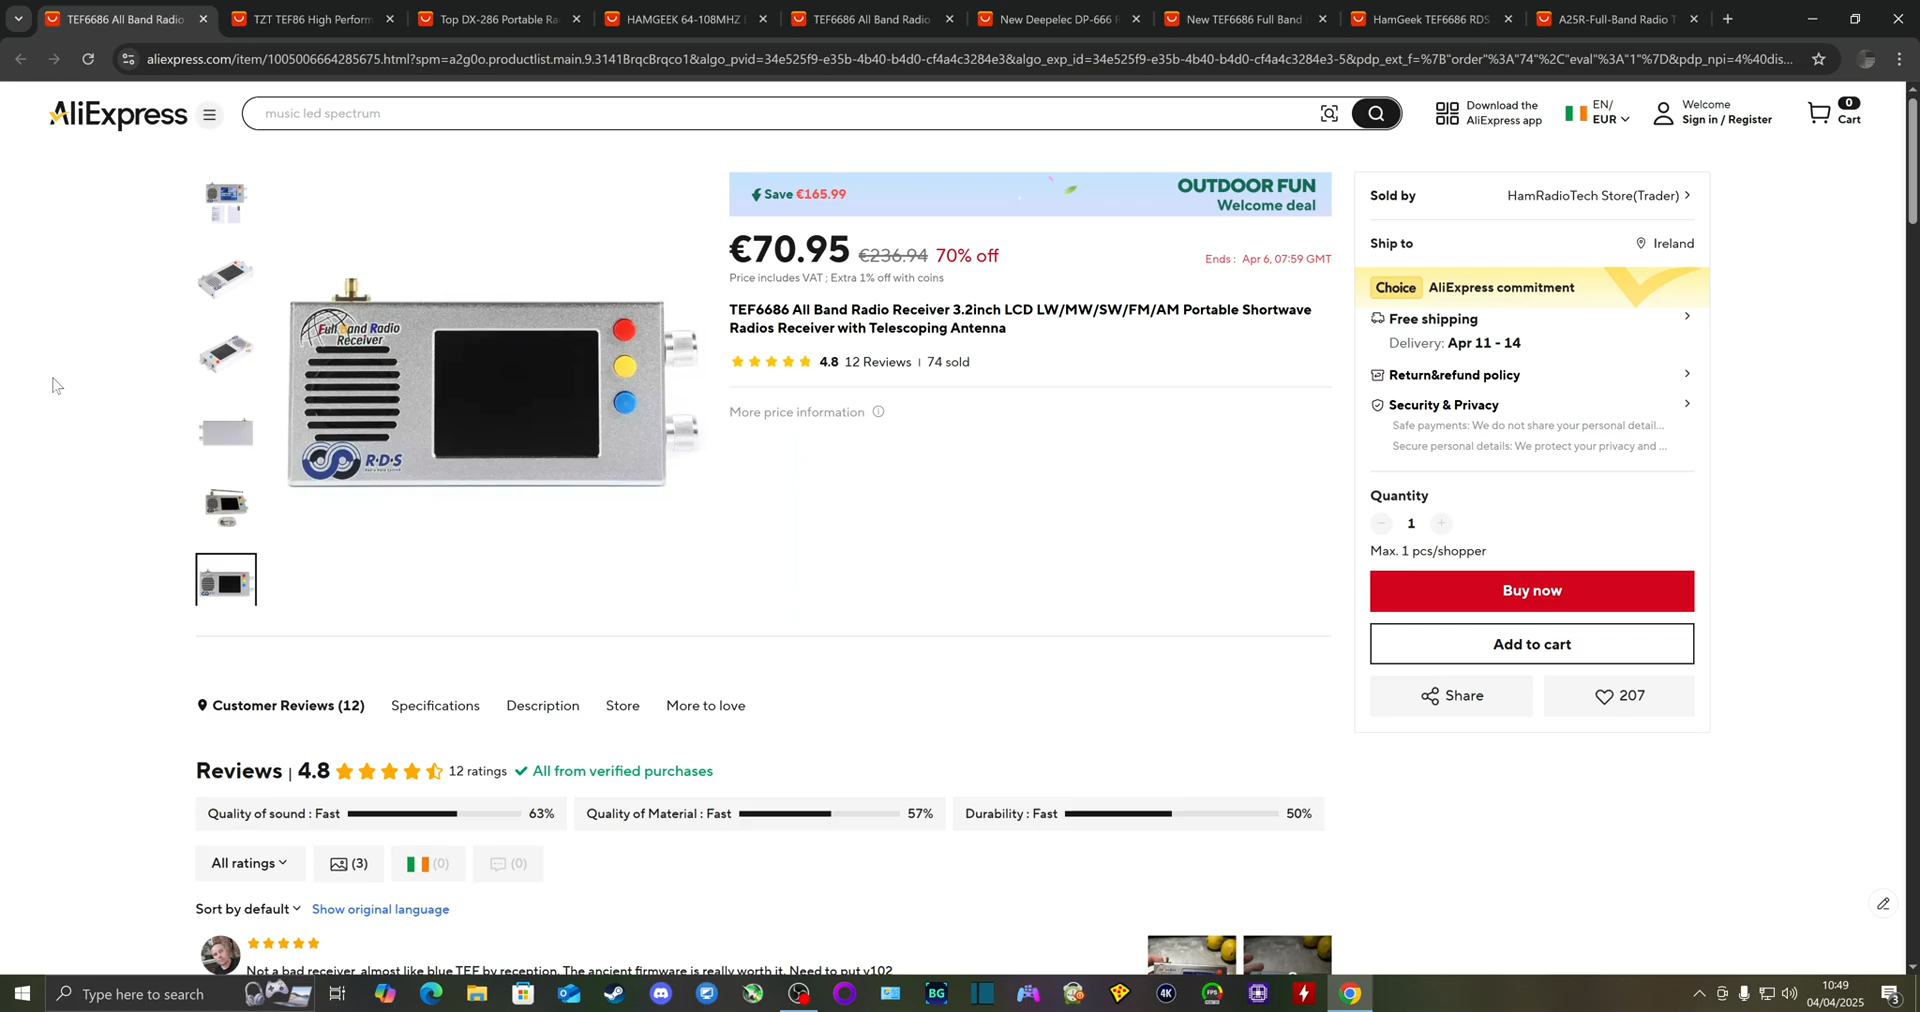 TEF6686 All Band Radio
TZT TEF86 High Perform
Top DX-286 Portable Ra
HAMGEEK 64-108MHZ
TEF6686 All Band Radio
New Deepelec DP-666 R
New TEF6686 Full Band
HamGeek TEF6686 RDS
A25R-Full-Band Radio T
aliexpress.com/item/1005006664285675.html?spm=a2g0o.productlist.main.9.3141BrqcBrqco1&algo_pvid=34e525f9-e35b-4b40-b4d0-cf4a4c3284e3&algo_exp_id=34e525f9-e35b-4b40-b4d0-cf4a4c3284e3-5&pdp_ext_f=%7B"order"%3A"74"%2C"eval"%3A"1"%7D&pdp_npi=4%40dis...
AliExpress
music led spectrum
Download the
AliExpress app
EN/
EUR
Welcome
Sign in / Register
0
Cart
Save €165.99
OUTDOOR FUN
Welcome deal
€70.95 €236.94 70% off
Ends : Apr 6, 07:59 GMT
Price includes VAT ; Extra 1% off with coins
TEF6686 All Band Radio Receiver 3.2inch LCD LW/MW/SW/FM/AM Portable Shortwave
Radios Receiver with Telescoping Antenna
4.8 12 Reviews | 74 sold
More price information
Full Band Radio
Receiver
R·D·S
Sold by
HamRadioTech Store(Trader)
Ship to
Ireland
Choice AliExpress commitment
Free shipping
Delivery: Apr 11 - 14
Return&refund policy
Security & Privacy
Safe payments: We do not share your personal detail...
Secure personal details: We protect your privacy and ...
Quantity
1
Max. 1 pcs/shopper
Buy now
Add to cart
Share
207
Customer Reviews (12)
Specifications
Description
Store
More to love
Reviews | 4.8 12 ratings All from verified purchases
Quality of sound : Fast 63%
Quality of Material : Fast 57%
Durability : Fast 50%
All ratings
(3)
(0)
(0)
Sort by default
Show original language
Not a bad receiver, almost like blue TEF by reception. The ancient firmware is really worth it. Need to put v102
Type here to search
BG
4K
FPS
10:49
04/04/2025
3